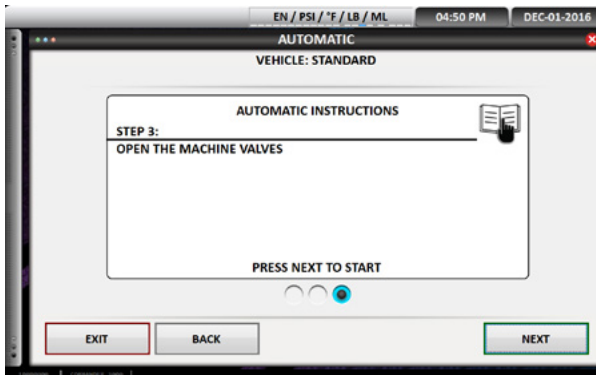 EN / PSI / °F / LB / ML 04:50 PM DEC-01-2016
AUTOMATIC
VEHICLE: STANDARD
AUTOMATIC INSTRUCTIONS
STEP 3:
OPEN THE MACHINE VALVES
PRESS NEXT TO START
EXIT BACK NEXT